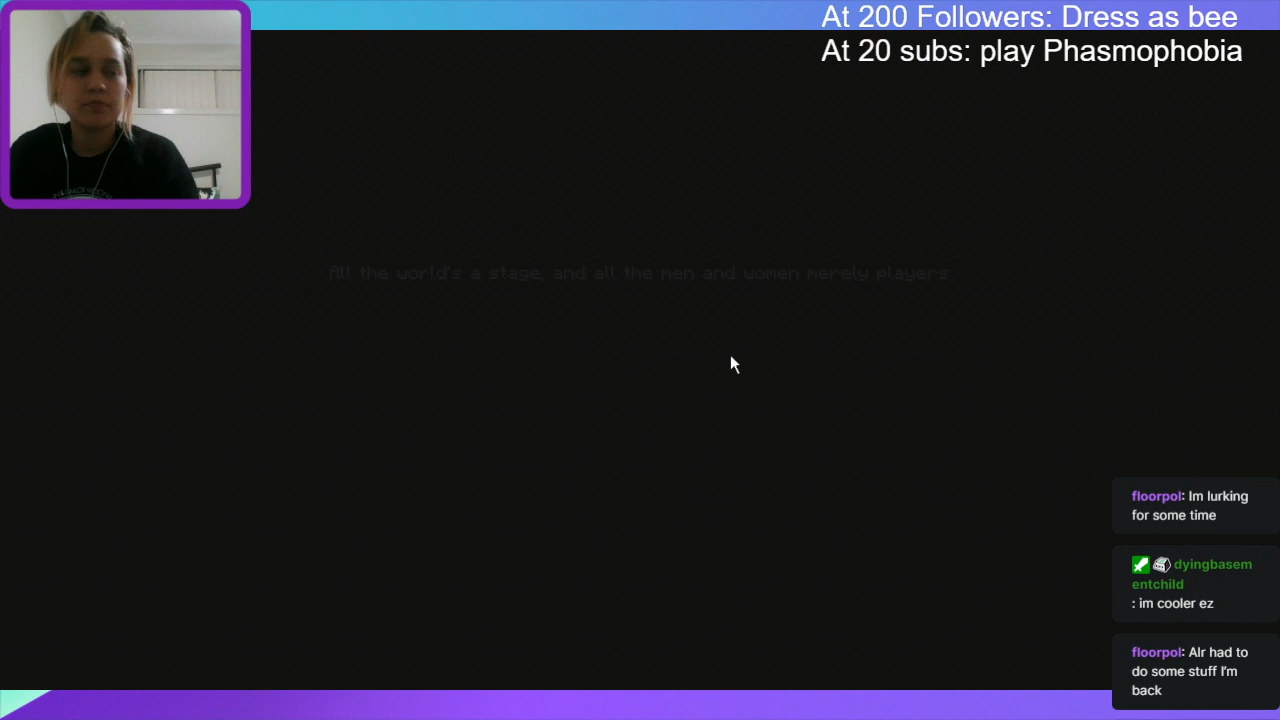 At 200 Followers: Dress as bee
At 20 subs: play Phasmophobia
All the world's a stage, and all the men and women merely players.
floorpol: Im lurking
for some time
dyingbasem
entchild
: im cooler ez
floorpol: Alr had to
do some stuff I'm
back